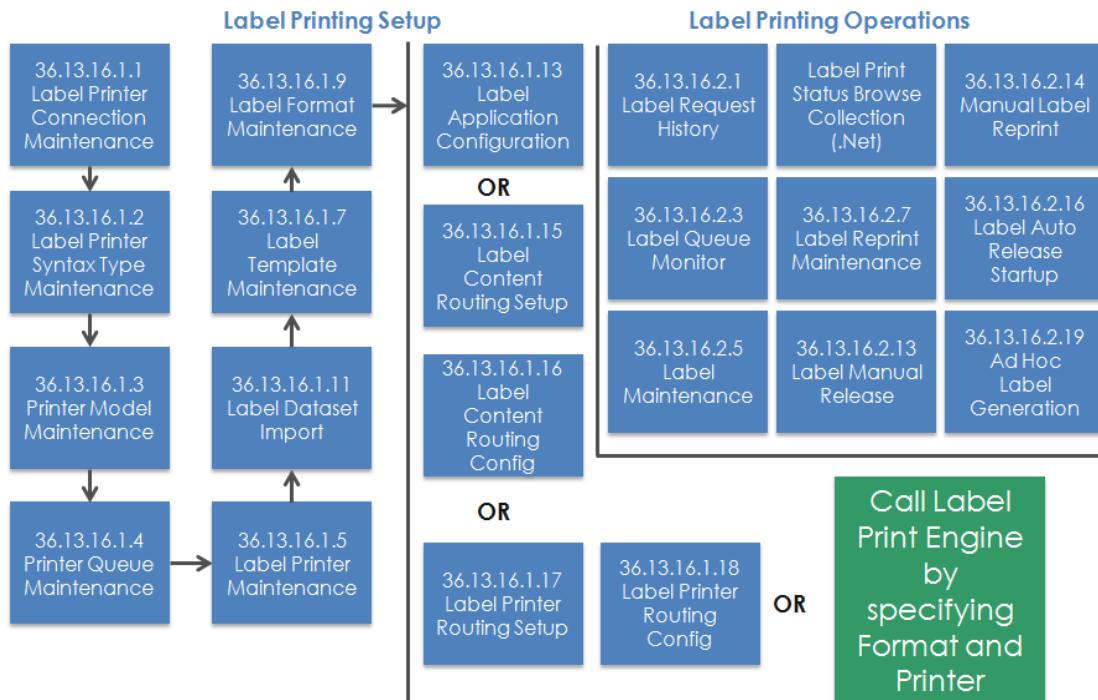 Label Printing Setup
Label Printing Operations
36.13.16.1.1
Label Printer
Connection
Maintenance
36.13.16.1.2
Label Printer
Syntax Type
Maintenance
36.13.16.1.3
Printer Model
Maintenance
36.13.16.1.4
Printer Queue
Maintenance
36.13.16.1.5
Label Printer
Maintenance
36.13.16.1.11
Label Dataset
Import
36.13.16.1.7
Label
Template
Maintenance
36.13.16.1.9
Label Format
Maintenance
36.13.16.1.13
Label
Application
Configuration
OR
36.13.16.1.15
Label
Content
Routing Setup
36.13.16.1.16
Label
Content
Routing
Config
OR
36.13.16.1.17
Label Printer
Routing Setup
36.13.16.1.18
Label Printer
Routing
Config
OR
Call Label
Print Engine
by
specifying
Format and
Printer
36.13.16.2.1
Label Request
History
Label Print
Status Browse
Collection
(.Net)
36.13.16.2.14
Manual Label
Reprint
36.13.16.2.3
Label Queue
Monitor
36.13.16.2.7
Label Reprint
Maintenance
36.13.16.2.16
Label Auto
Release
Startup
36.13.16.2.5
Label
Maintenance
36.13.16.2.13
Label Manual
Release
36.13.16.2.19
Ad Hoc
Label
Generation